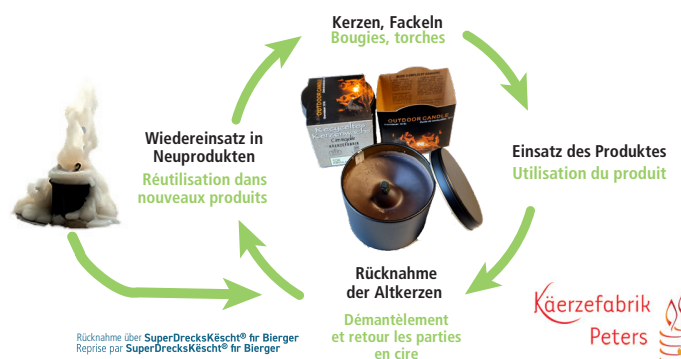 Kerzen, Fackeln
Bougies, torches
Wiedereinsatz in
Neuprodukten
Réutilisation dans
nouveaux produits
OUTDOOR CANDLE
OUTDOOR CANDLE
Einsatz des Produktes
Utilisation du produit
Rücknahme
der Altkerzen
Démantèlement
et retour les parties
en cire
Rücknahme über SuperDrecksKëscht® fir Bierger
Reprise par SuperDrecksKëscht® fir Bierger
Käerzefabrik
Peters